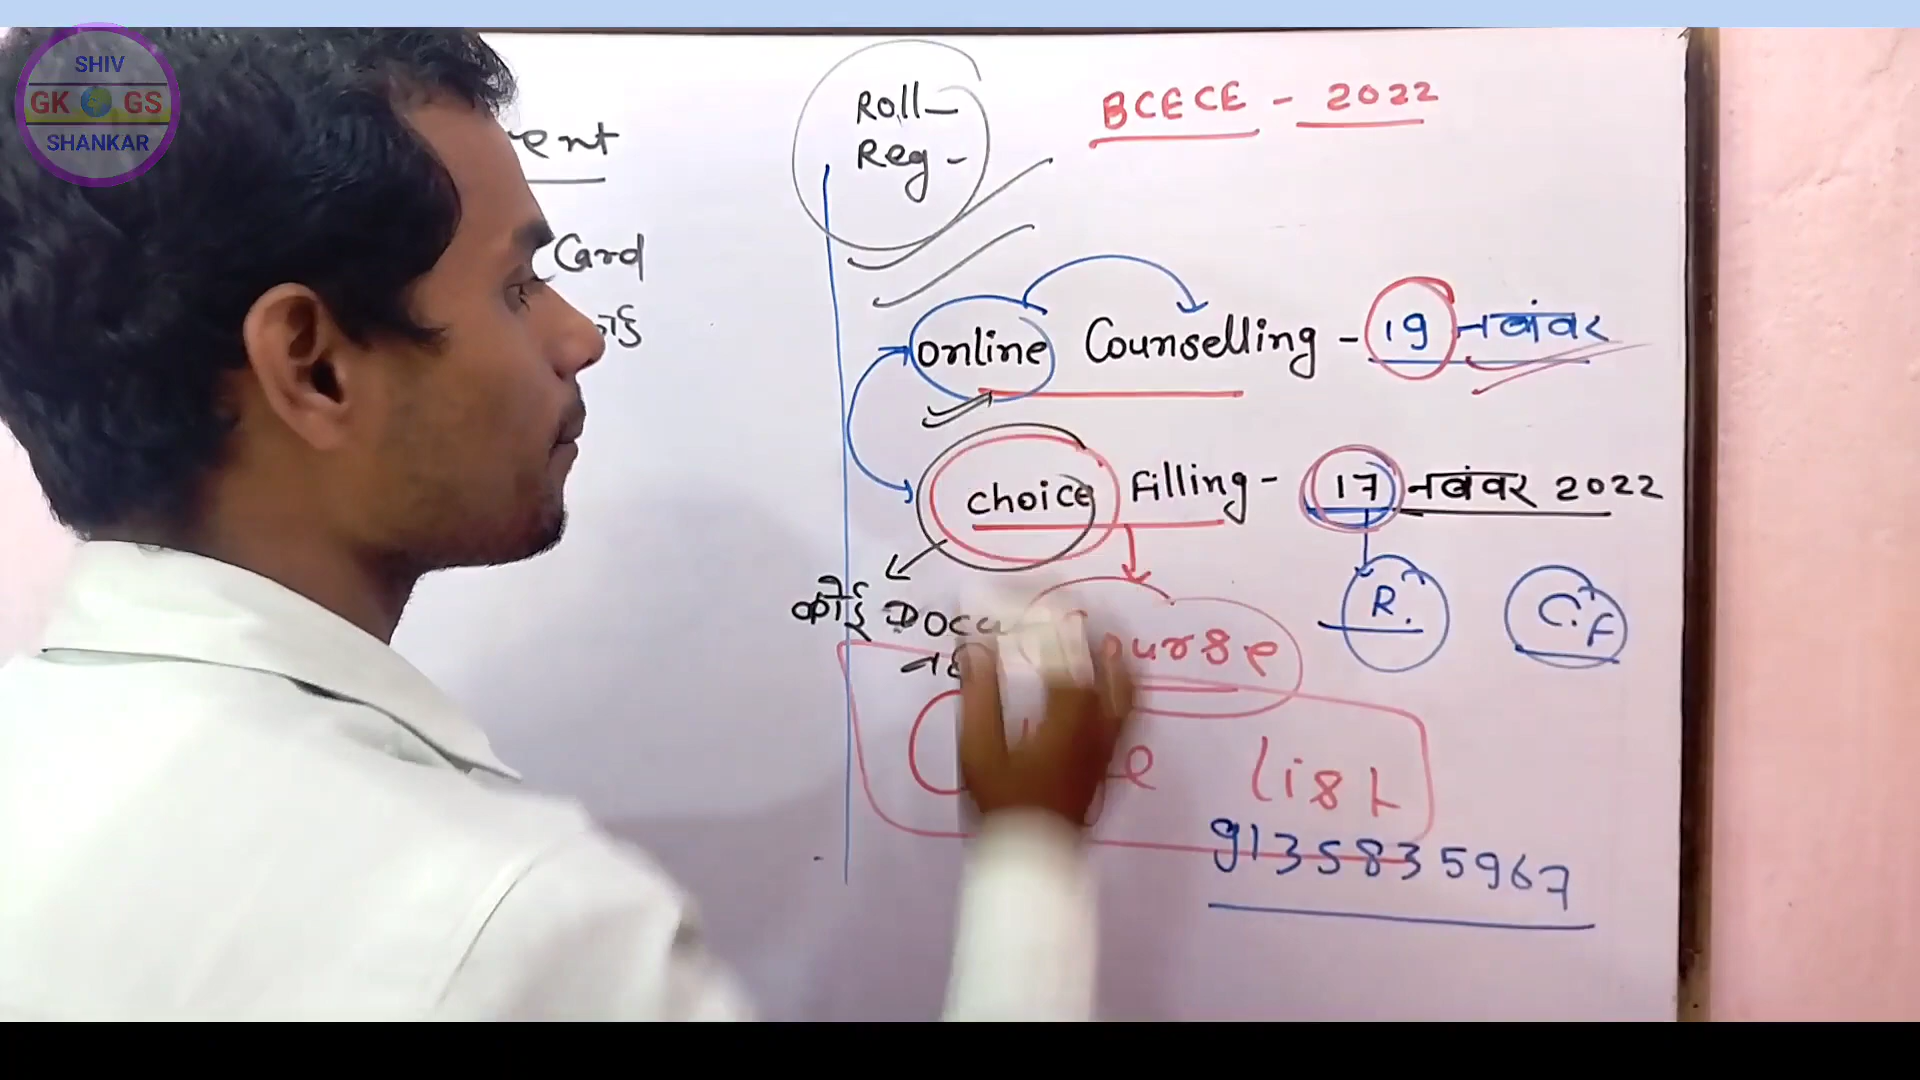 SHIV
GK GS
SHANKAR
Card
Roll-
Reg-
BCECE - 2022
online Counselling - 19 नवंबर
choice Filling - 17 नवंबर 2022
कोई
R.
C.F
List
9135835967